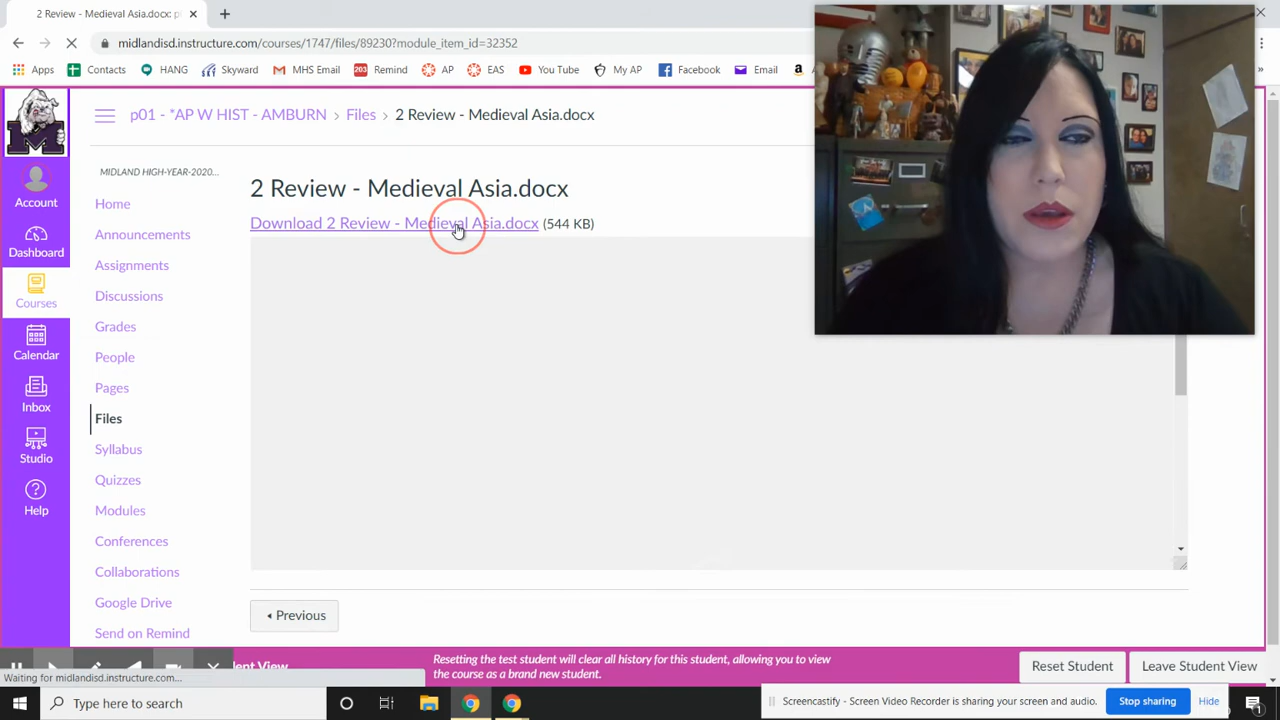 2 Review - Medieval Asia.docx: p
midlandisd.instructure.com/courses/1747/files/89230?module_item_id=32352
Apps
Contacts
HANG
Skyward
MHS Email
203
Remind
AP
EAS
You Tube
My AP
Facebook
Email
p01 - *AP W HIST - AMBURN › Files › 2 Review - Medieval Asia.docx
M
Account
Dashboard
Courses
Calendar
Inbox
Studio
Help
MIDLAND HIGH-YEAR-2020...
Home
Announcements
Assignments
Discussions
Grades
People
Pages
Files
Syllabus
Quizzes
Modules
Conferences
Collaborations
Google Drive
Send on Remind
2 Review - Medieval Asia.docx
Download 2 Review - Medieval Asia.docx (544 KB)
Previous
dent View
Resetting the test student will clear all history for this student, allowing you to view
the course as a brand new student.
Reset Student
Leave Student View
Waiting for midlandisd.instructure.com...
Type here to search
Screencastify - Screen Video Recorder is sharing your screen and audio.
Stop sharing
Hide
1